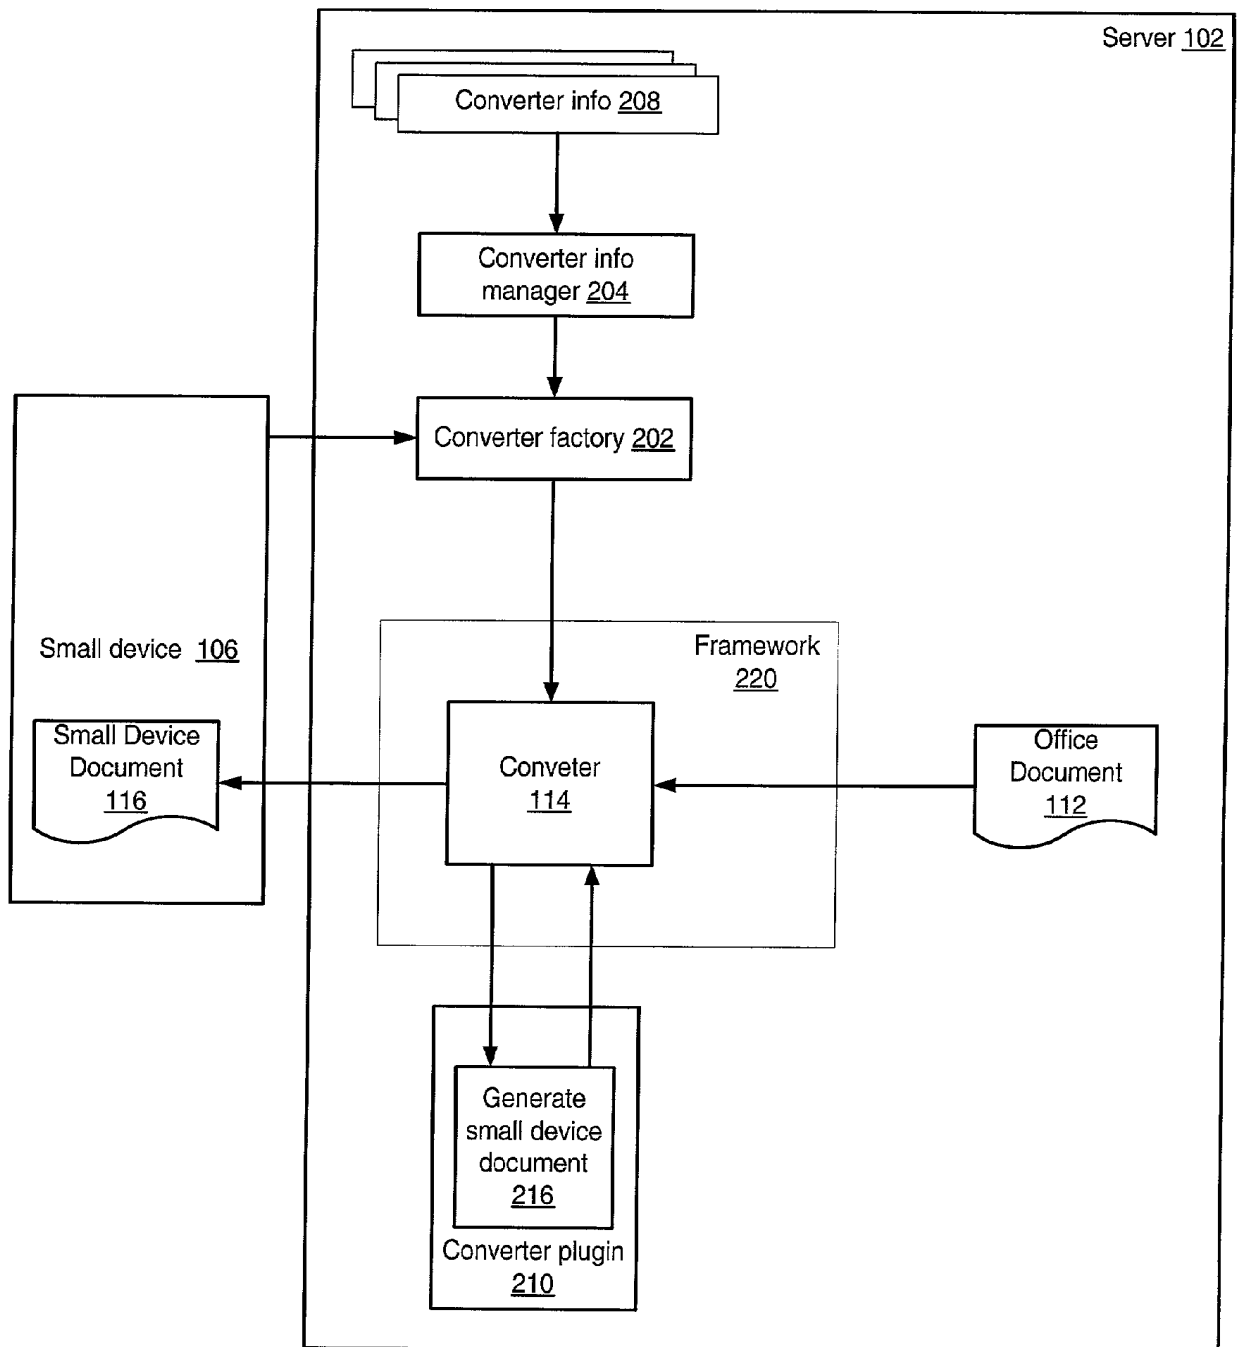 Server 102
Converter info 208
Converter info
manager 204
Converter factory 202
Small device 106
Framework
220
Small Device
Document
116
Conveter
114
Office
Document
112
Generate
small device
document
216
Converter plugin
210